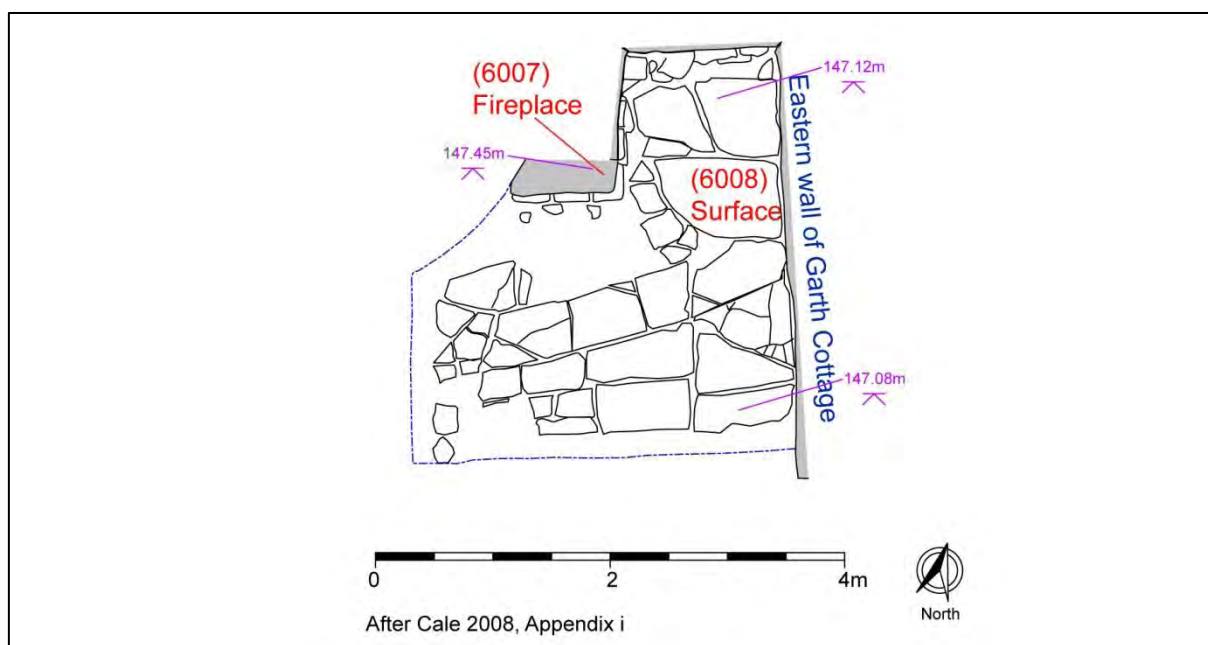 (6007)
Fireplace
147.12m
147.45m
(6008)
Surface
Eastern wall of Garth Cottage
147.08m
0
2
4m
North
After Cale 2008, Appendix i